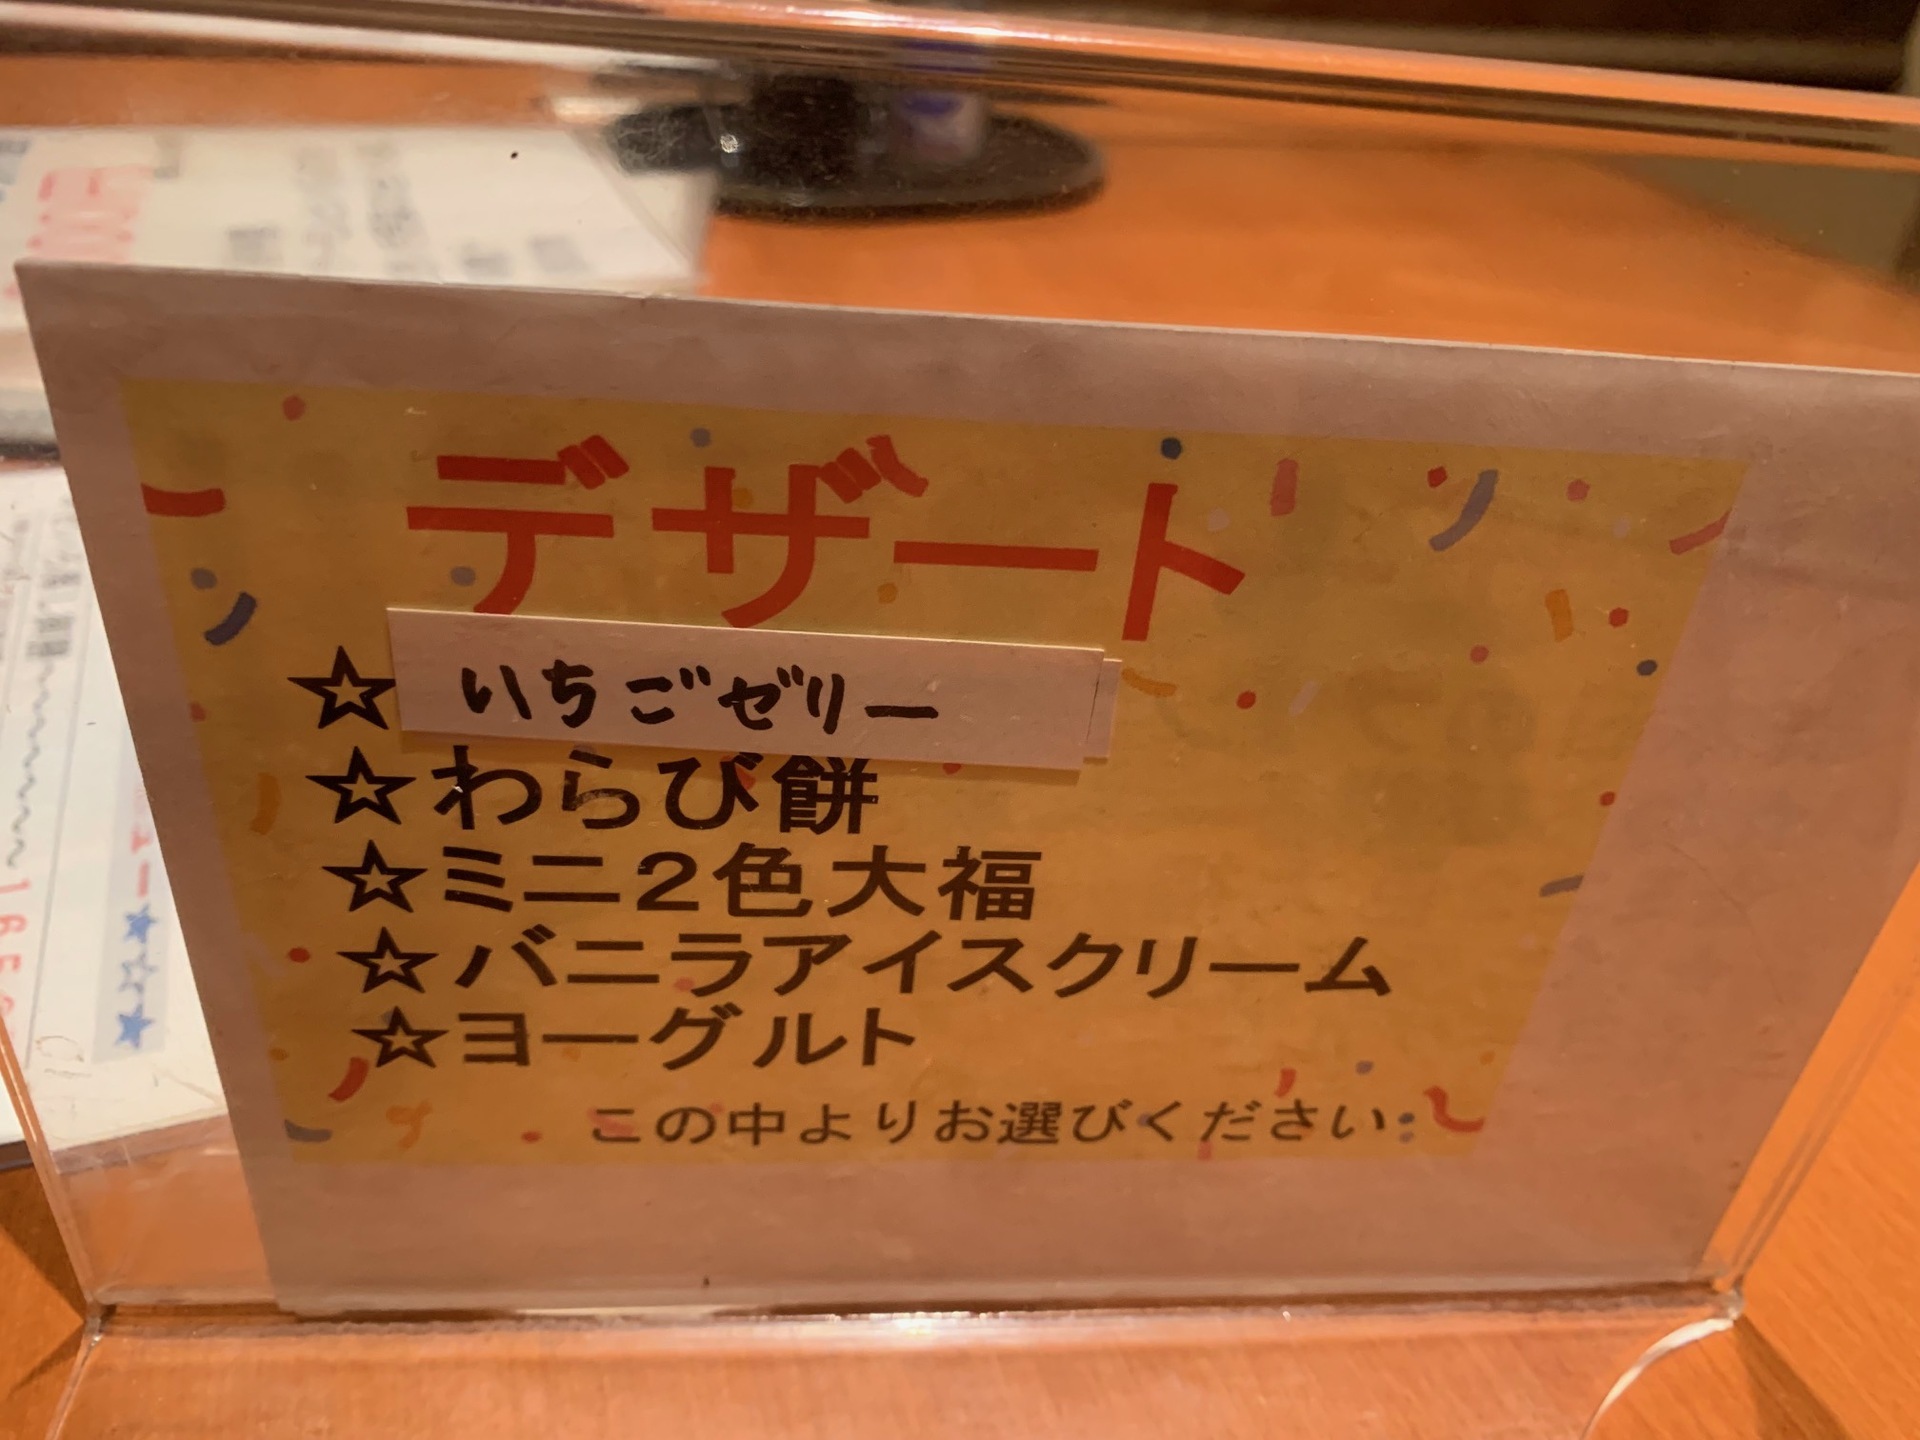 デザート
☆いちごゼリー
☆わらび餅
☆ミニ2色大福
☆バニラアイスクリーム
☆ヨーグルト
この中よりお選びください